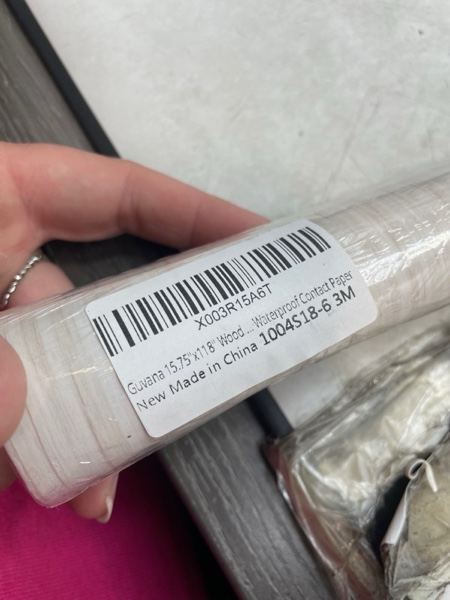 X003R15A6T
Guvana 15.75"x118" Wood ... Waterproof Contact Paper
New Made in China 1004S18-6 3M